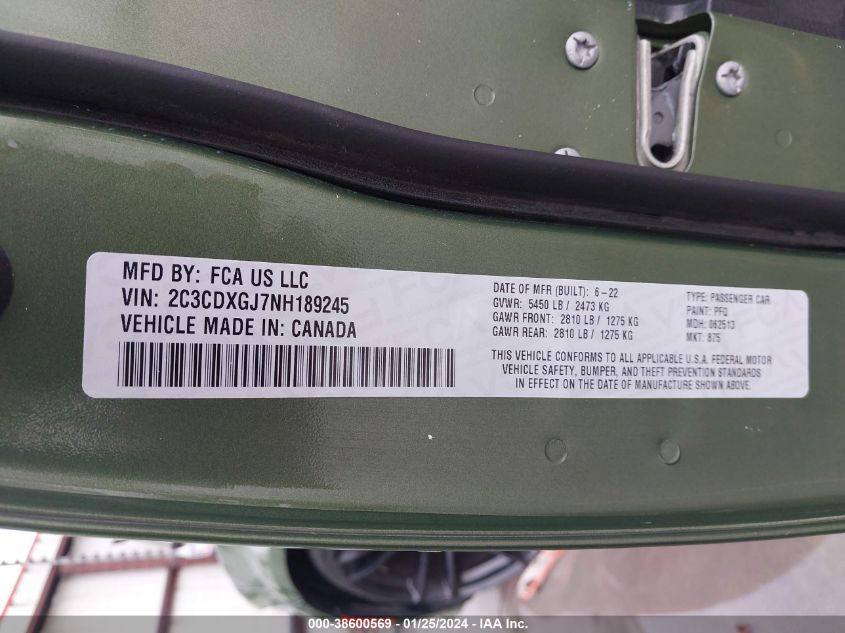 MFD BY: FCA US LLC
VIN: 2C3CDXGJ7NH189245
VEHICLE MADE IN: CANADA
DATE OF MFR (BUILT): 6-22
GVWR: 5450 LB / 2473 KG
GAWR FRONT: 2810 LB / 1275 KG
GAWR REAR: 2810 LB / 1275 KG
TYPE: PASSENGER CAR
PAINT: PFQ
MDH: 062513
MKT: 875
THIS VEHICLE CONFORMS TO ALL APPLICABLE U.S.A. FEDERAL MOTOR
VEHICLE SAFETY, BUMPER, AND THEFT PREVENTION STANDARDS
IN EFFECT ON THE DATE OF MANUFACTURE SHOWN ABOVE.
000-38600569 - 01/25/2024 - IAA Inc.